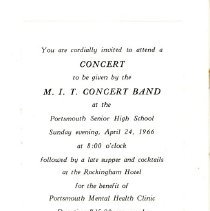 You are cordially invited to attend a
CONCERT
to be given by the
M. I. T. CONCERT BAND
at the
Portsmouth Senior High School
Sunday evening, April 24, 1966
at 8:00 o'clock
followed by a late supper and cocktails
at the Rockingham Hotel
for the benefit of
Portsmouth Mental Health Clinic